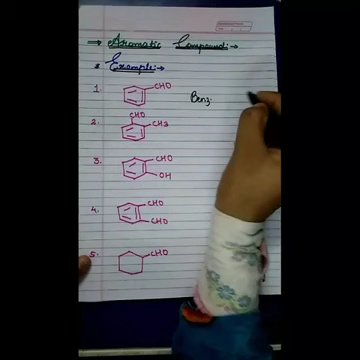 ⇒ Aromatic Compound:→
* Example:→
1. CHO Benz
CHO
2. CH3
3. CHO
OH
4. CHO
CHO
5. CHO